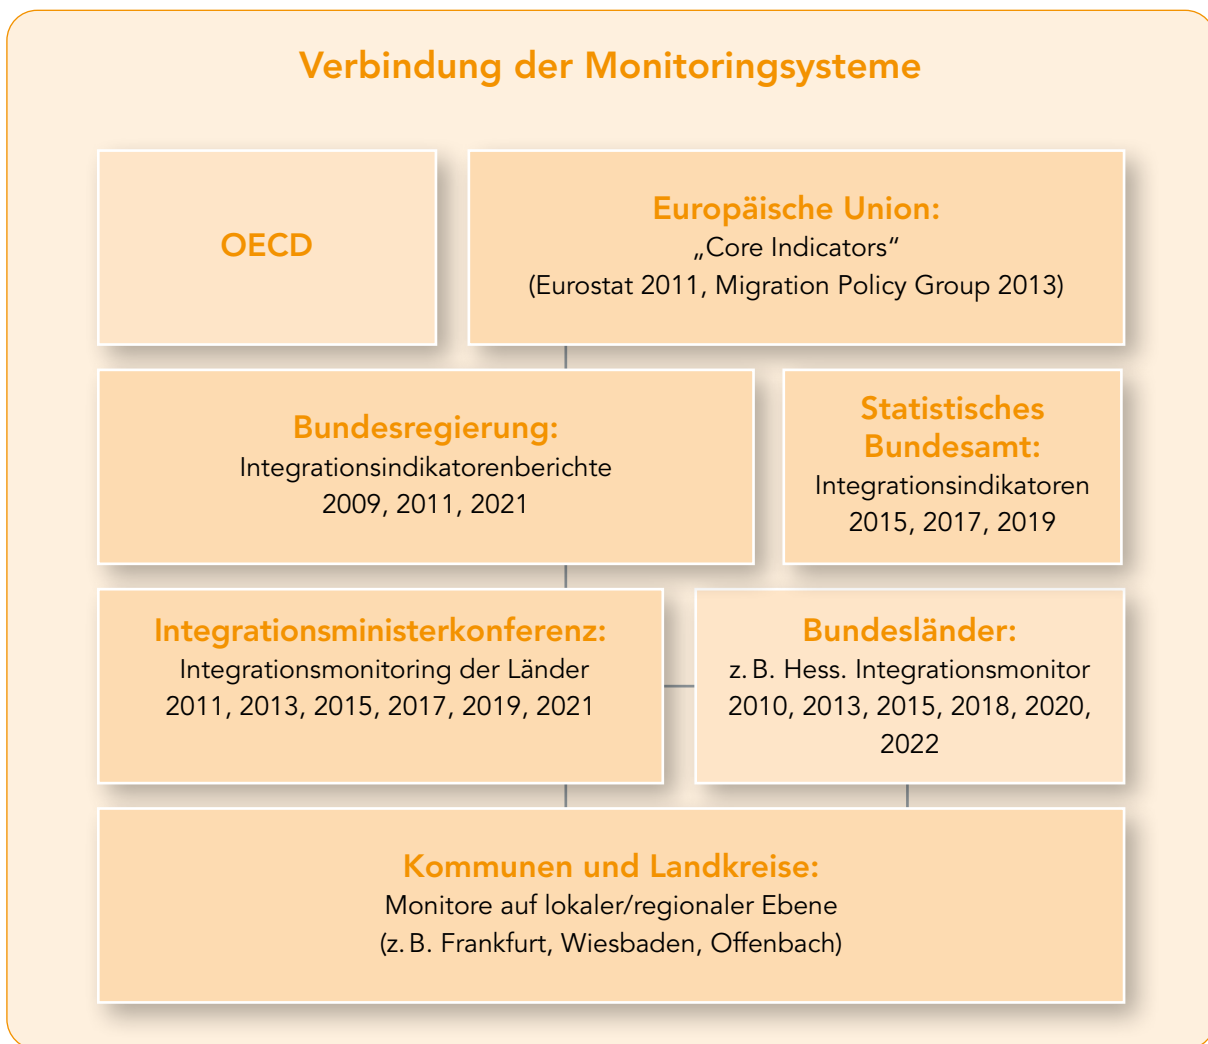 Verbindung der Monitoringsysteme
OECD
Europäische Union:
„Core Indicators“
(Eurostat 2011, Migration Policy Group 2013)
Bundesregierung:
Integrationsindikatorenberichte
2009, 2011, 2021
Statistisches
Bundesamt:
Integrationsindikatoren
2015, 2017, 2019
Integrationsministerkonferenz:
Integrationsmonitoring der Länder
2011, 2013, 2015, 2017, 2019, 2021
Bundesländer:
z. B. Hess. Integrationsmonitor
2010, 2013, 2015, 2018, 2020,
2022
Kommunen und Landkreise:
Monitore auf lokaler/regionaler Ebene
(z. B. Frankfurt, Wiesbaden, Offenbach)